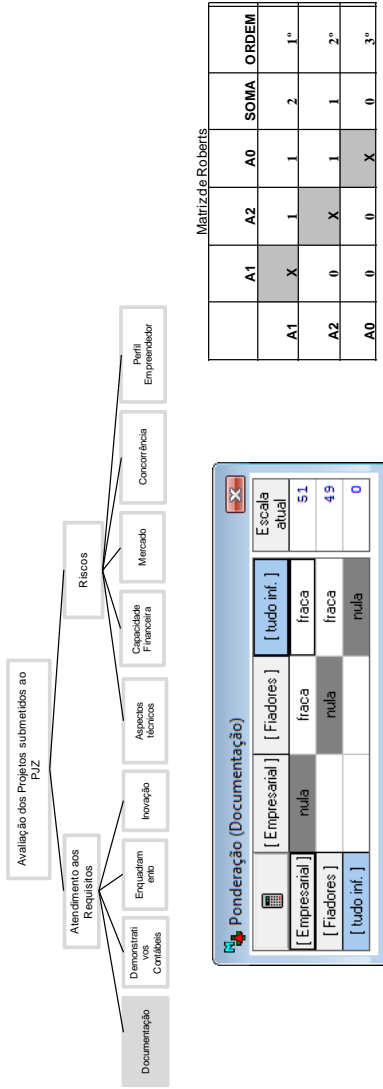 Avaliação dos Projetos submetidos ao
PJZ
Atendimento aos
Requisitos
Riscos
Documentação
Demonstrati
vos
Contábeis
Enquadram
ento
Inovação
Aspectos
técnicos
Capacidade
Financeira
Mercado
Concorrência
Perfil
Empreendedor
Ponderação (Documentação)
[ Empresarial ] [ Fiadores ] [ tudo inf. ] Escala
atual
[ Empresarial ] nula fraca fraca 51
[ Fiadores ] nula fraca 49
[ tudo inf. ] nula 0
Matriz de Roberts
A1 A2 A0 SOMA ORDEM
A1 X 1 1 2 1º
A2 0 X 1 1 2º
A0 0 0 X 0 3º